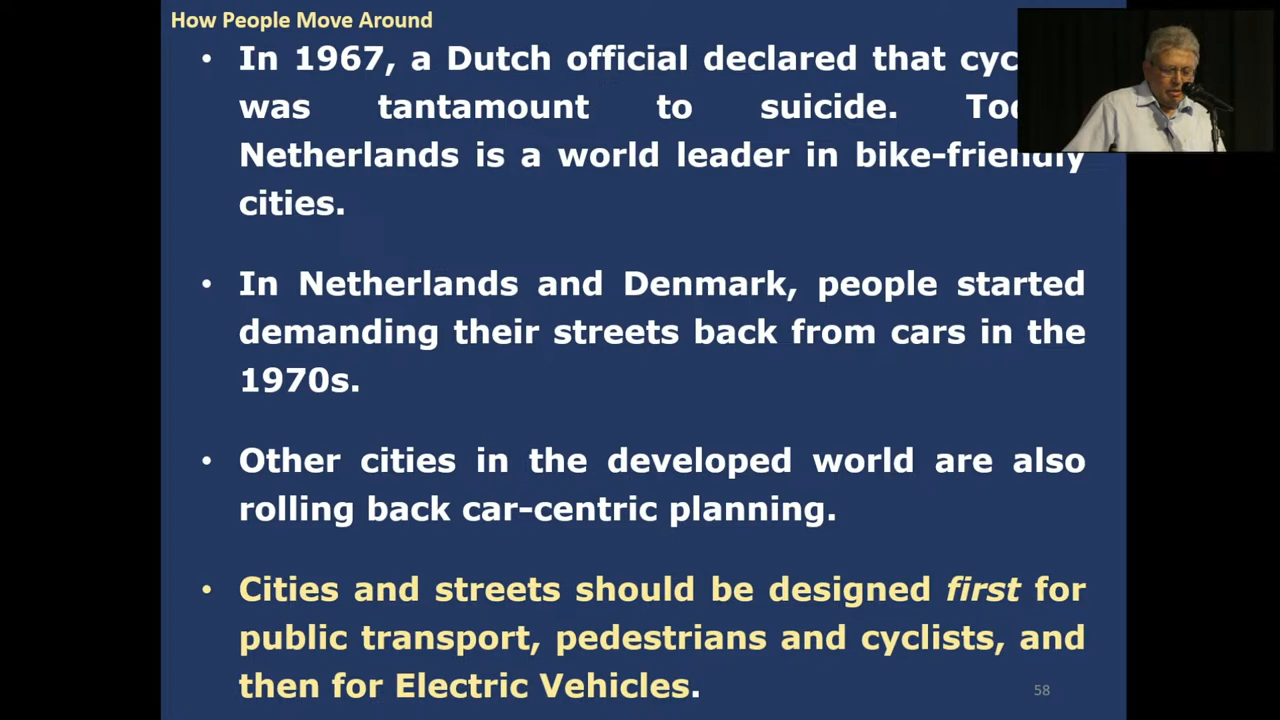 How People Move Around
• In 1967, a Dutch official declared that
was tantamount to suicide.
Netherlands is a world leader in bike-friendly
cities.
• In Netherlands and Denmark, people started
demanding their streets back from cars in the
1970s.
• Other cities in the developed world are also
rolling back car-centric planning.
• Cities and streets should be designed first for
public transport, pedestrians and cyclists, and
then for Electric Vehicles.
58